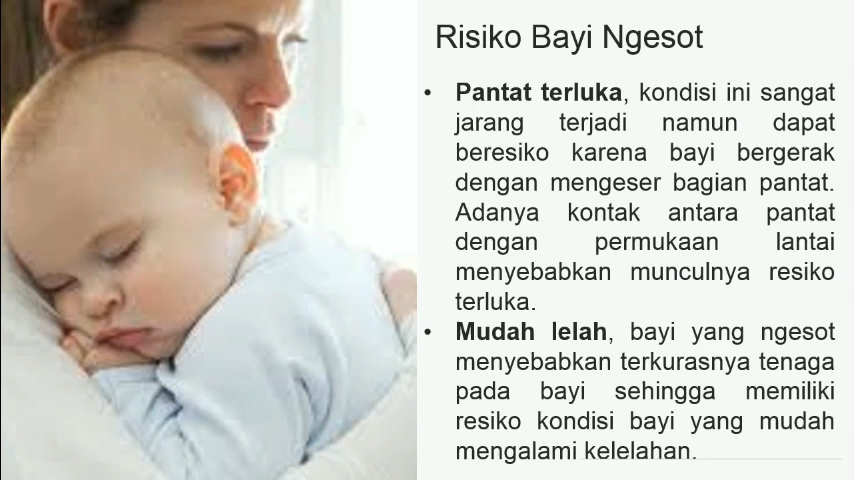 Risiko Bayi Ngesot
• Pantat terluka, kondisi ini sangat
jarang terjadi namun dapat
beresiko karena bayi bergerak
dengan mengeser bagian pantat.
Adanya kontak antara pantat
dengan permukaan lantai
menyebabkan munculnya resiko
terluka.
• Mudah lelah, bayi yang ngesot
menyebabkan terkurasnya tenaga
pada bayi sehingga memiliki
resiko kondisi bayi yang mudah
mengalami kelelahan.